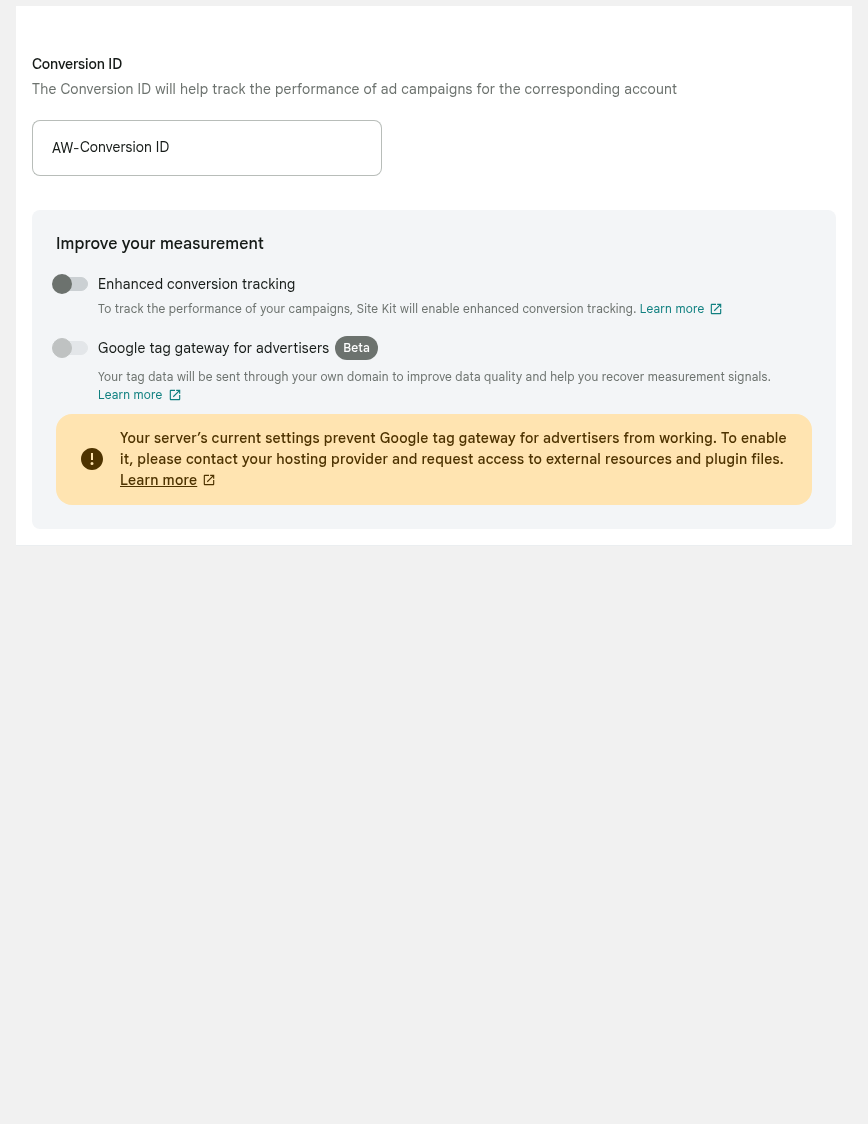 Conversion ID
The Conversion ID will help track the performance of ad campaigns for the corresponding account
AW-Conversion ID
Improve your measurement
Enhanced conversion tracking
To track the performance of your campaigns, Site Kit will enable enhanced conversion tracking. Learn more
Google tag gateway for advertisers Beta
Your tag data will be sent through your own domain to improve data quality and help you recover measurement signals.
Learn more
Your server’s current settings prevent Google tag gateway for advertisers from working. To enable
it, please contact your hosting provider and request access to external resources and plugin files.
Learn more